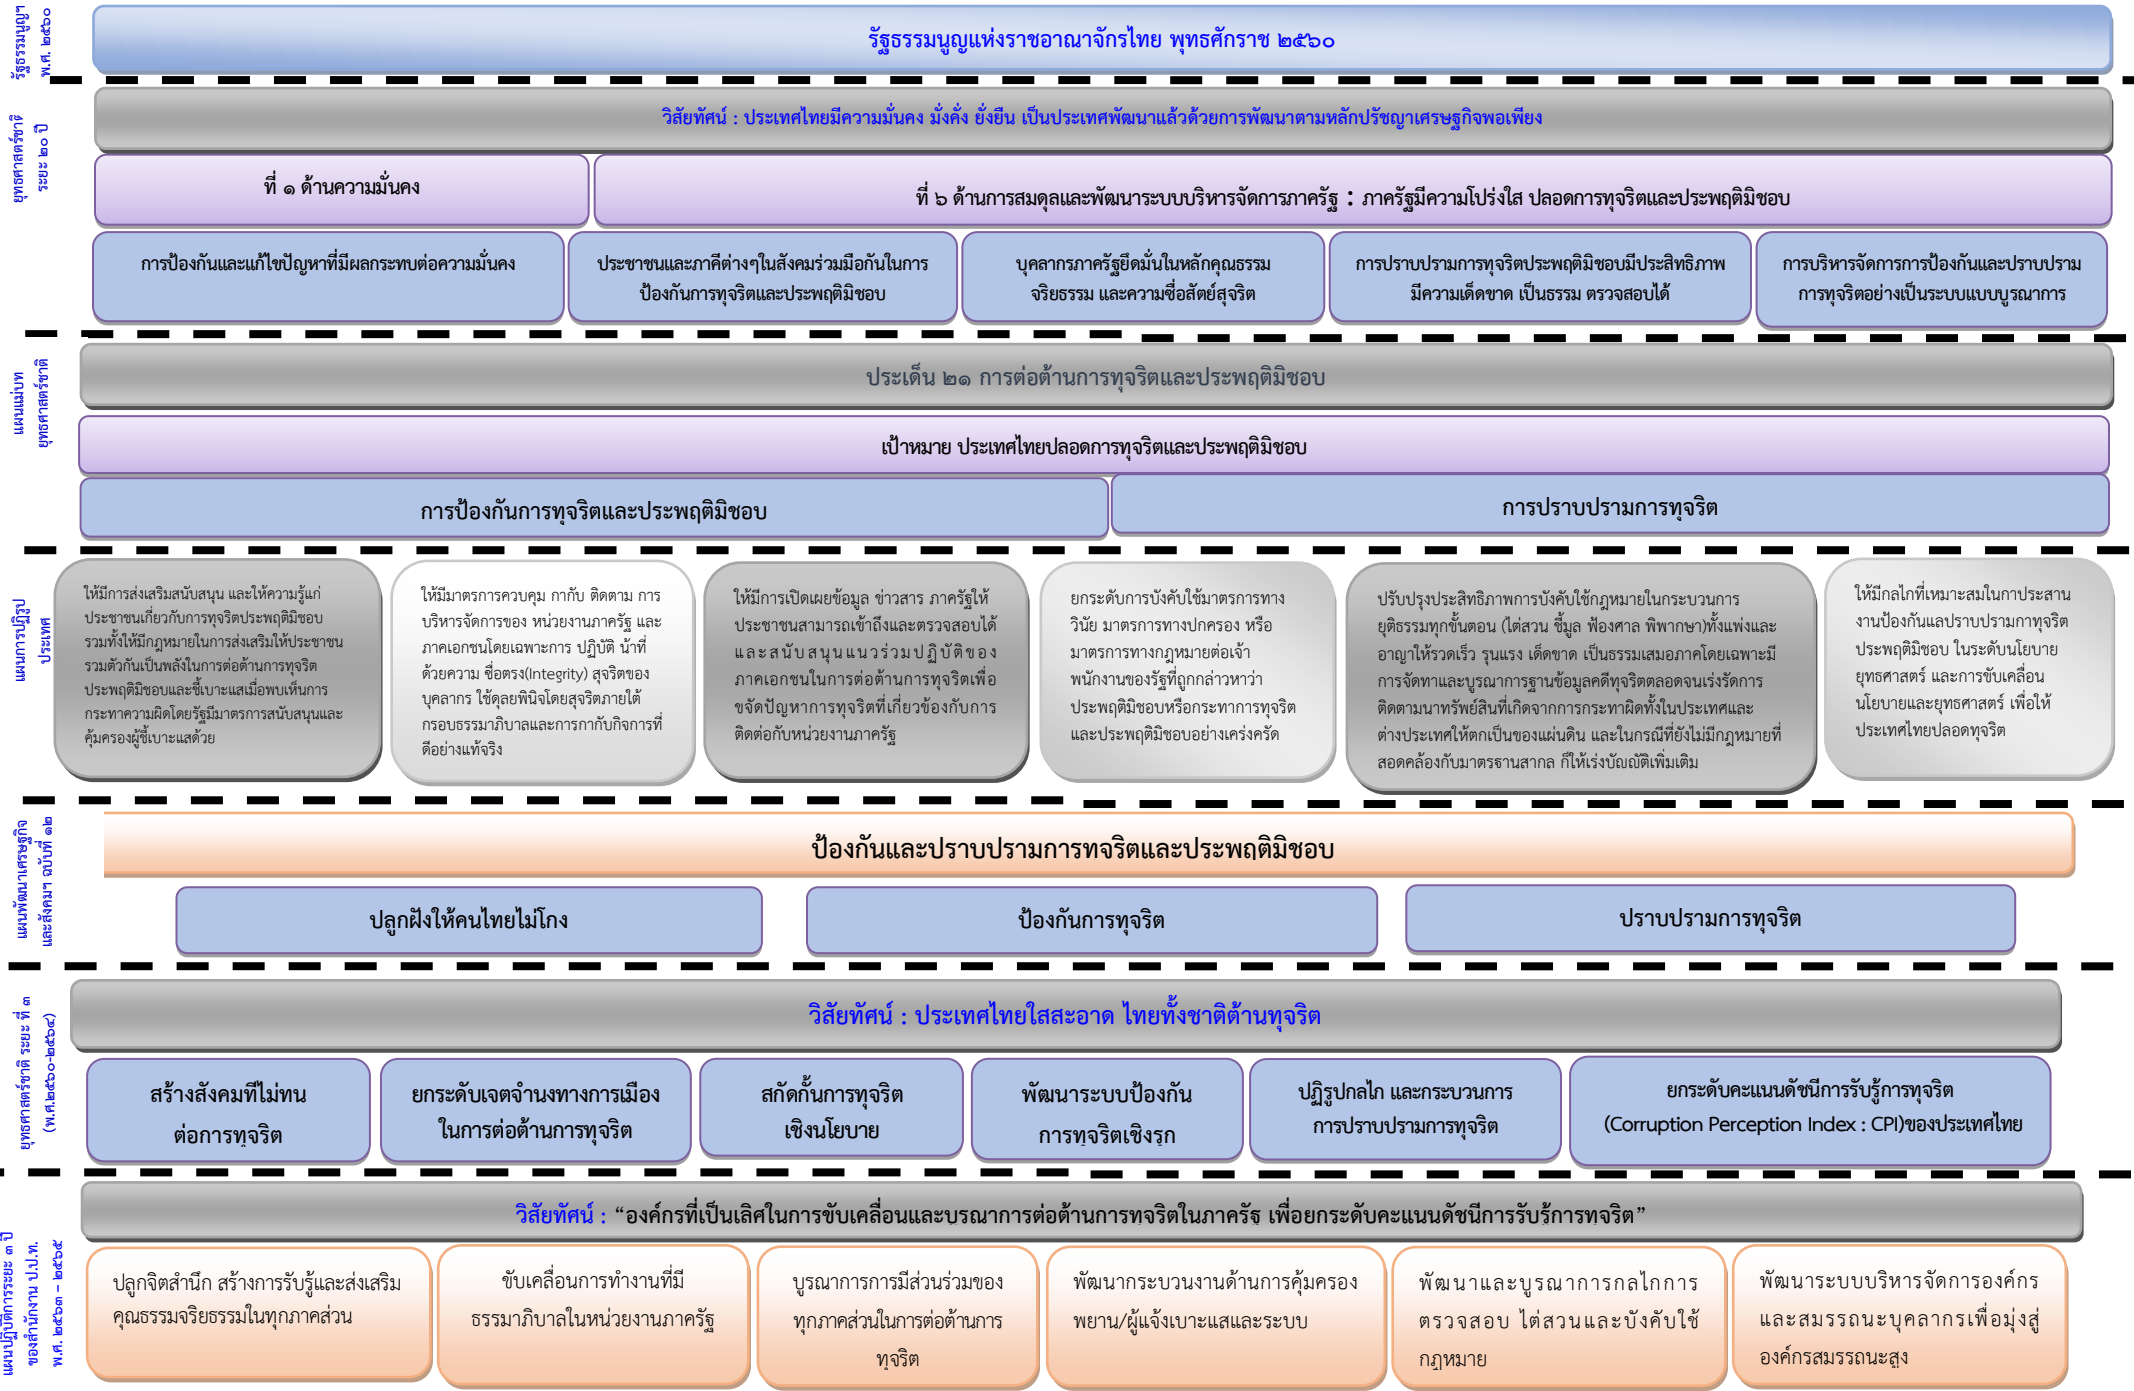 รัฐธรรมนูญฯ
พ.ศ. ๒๕๖๐
รัฐธรรมนูญแห่งราชอาณาจักรไทย พุทธศักราช ๒๕๖๐
ยุทธศาสตร์ชาติ
ระยะ ๒๐ ปี
วิสัยทัศน์ : ประเทศไทยมีความมั่นคง มั่งคั่ง ยั่งยืน เป็นประเทศพัฒนาแล้วด้วยการพัฒนาตามหลักปรัชญาเศรษฐกิจพอเพียง
ที่ ๑ ด้านความมั่นคง
ที่ ๖ ด้านการสมดุลและพัฒนาระบบบริหารจัดการภาครัฐ : ภาครัฐมีความโปร่งใส ปลอดการทุจริตและประพฤติมิชอบ
การป้องกันและแก้ไขปัญหาที่มีผลกระทบต่อความมั่นคง
ประชาชนและภาคีต่างๆในสังคมร่วมมือกันในการ
ป้องกันการทุจริตและประพฤติมิชอบ
บุคลากรภาครัฐยึดมั่นในหลักคุณธรรม
จริยธรรม และความซื่อสัตย์สุจริต
การปราบปรามการทุจริตประพฤติมิชอบมีประสิทธิภาพ
มีความเด็ดขาด เป็นธรรม ตรวจสอบได้
การบริหารจัดการการป้องกันและปราบปราม
การทุจริตอย่างเป็นระบบแบบบูรณาการ
แผนแม่บท
ยุทธศาสตร์ชาติ
ประเด็น ๒๑ การต่อต้านการทุจริตและประพฤติมิชอบ
เป้าหมาย ประเทศไทยปลอดการทุจริตและประพฤติมิชอบ
การป้องกันการทุจริตและประพฤติมิชอบ
การปราบปรามการทุจริต
แผนการปฏิรูป
ประเทศ
ให้มีการส่งเสริมสนับสนุน และให้ความรู้แก่
ประชาชนเกี่ยวกับการทุจริตประพฤติมิชอบ
รวมทั้งให้มีกฎหมายในการส่งเสริมให้ประชาชน
รวมตัวกันเป็นพลังในการต่อต้านการทุจริต
ประพฤติมิชอบและชี้เบาะแสเมื่อพบเห็นการ
กระทาความผิดโดยรัฐมีมาตรการสนับสนุนและ
คุ้มครองผู้ชี้เบาะแสด้วย
ให้มีมาตรการควบคุม กากับ ติดตาม การ
บริหารจัดการของ หน่วยงานภาครัฐ และ
ภาคเอกชนโดยเฉพาะการ ปฏิบัติ น้าที่
ด้วยความ ซื่อตรง(Integrity) สุจริตของ
บุคลากร ใช้ดุลยพินิจโดยสุจริตภายใต้
กรอบธรรมาภิบาลและการกากับกิจการที่
ดีอย่างแท้จริง
ให้มีการเปิดเผยข้อมูล ข่าวสาร ภาครัฐให้
ประชาชนสามารถเข้าถึงและตรวจสอบได้
และสนับสนุนแนวร่วมปฏิบัติของ
ภาคเอกชนในการต่อต้านการทุจริตเพื่อ
ขจัดปัญหาการทุจริตที่เกี่ยวข้องกับการ
ติดต่อกับหน่วยงานภาครัฐ
ยกระดับการบังคับใช้มาตรการทาง
วินัย มาตรการทางปกครอง หรือ
มาตรการทางกฎหมายต่อเจ้า
พนักงานของรัฐที่ถูกกล่าวหาว่า
ประพฤติมิชอบหรือกระทาการทุจริต
และประพฤติมิชอบอย่างเคร่งครัด
ปรับปรุงประสิทธิภาพการบังคับใช้กฎหมายในกระบวนการ
ยุติธรรมทุกขั้นตอน (ไต่สวน ชี้มูล ฟ้องศาล พิพากษา)ทั้งแพ่งและ
อาญาให้รวดเร็ว รุนแรง เด็ดขาด เป็นธรรมเสมอภาคโดยเฉพาะมี
การจัดทาและบูรณาการฐานข้อมูลคดีทุจริตตลอดจนเร่งรัดการ
ติดตามนาทรัพย์สินที่เกิดจากการกระทาผิดทั้งในประเทศและ
ต่างประเทศให้ตกเป็นของแผ่นดิน และในกรณีที่ยังไม่มีกฎหมายที่
สอดคล้องกับมาตรฐานสากล ก็ให้เร่งบัญญัติเพิ่มเติม
ให้มีกลไกที่เหมาะสมในกาประสาน
งานป้องกันแลปราบปรามกาทุจริต
ประพฤติมิชอบ ในระดับนโยบาย
ยุทธศาสตร์ และการขับเคลื่อน
นโยบายและยุทธศาสตร์ เพื่อให้
ประเทศไทยปลอดทุจริต
แผนพัฒนาเศรษฐกิจ
และสังคมฯ ฉบับที่ ๑๒
ป้องกันและปราบปรามการทจริตและประพฤติมิชอบ
ปลูกฝังให้คนไทยไม่โกง
ป้องกันการทุจริต
ปราบปรามการทุจริต
ยุทธศาสตร์ชาติ ระยะ ที่ ๓
(พ.ศ.๒๕๖๐-๒๕๖๔)
วิสัยทัศน์ : ประเทศไทยใสสะอาด ไทยทั้งชาติต้านทุจริต
สร้างสังคมที่ไม่ทน
ต่อการทุจริต
ยกระดับเจตจำนงทางการเมือง
ในการต่อต้านการทุจริต
สกัดกั้นการทุจริต
เชิงนโยบาย
พัฒนาระบบป้องกัน
การทุจริตเชิงรุก
ปฏิรูปกลไก และกระบวนการ
การปราบปรามการทุจริต
ยกระดับคะแนนดัชนีการรับรู้การทุจริต
(Corruption Perception Index : CPI)ของประเทศไทย
แผนปฏิบัติการระยะ ๓ ปี
ของสำนักงาน ป.ป.ท.
พ.ศ. ๒๕๖๓ – ๒๕๖๕
วิสัยทัศน์ : “องค์กรที่เป็นเลิศในการขับเคลื่อนและบูรณาการต่อต้านการทุจริตในภาครัฐ เพื่อยกระดับคะแนนดัชนีการรับรู้การทุจริต”
ปลูกจิตสำนึก สร้างการรับรู้และส่งเสริม
คุณธรรมจริยธรรมในทุกภาคส่วน
ขับเคลื่อนการทำงานที่มี
ธรรมาภิบาลในหน่วยงานภาครัฐ
บูรณาการการมีส่วนร่วมของ
ทุกภาคส่วนในการต่อต้านการ
ทุจริต
พัฒนากระบวนงานด้านการคุ้มครอง
พยาน/ผู้แจ้งเบาะแสและระบบ
พัฒนาและบูรณาการกลไกการ
ตรวจสอบ ไต่สวนและบังคับใช้
กฎหมาย
พัฒนาระบบบริหารจัดการองค์กร
และสมรรถนะบุคลากรเพื่อมุ่งสู่
องค์กรสมรรถนะสูง